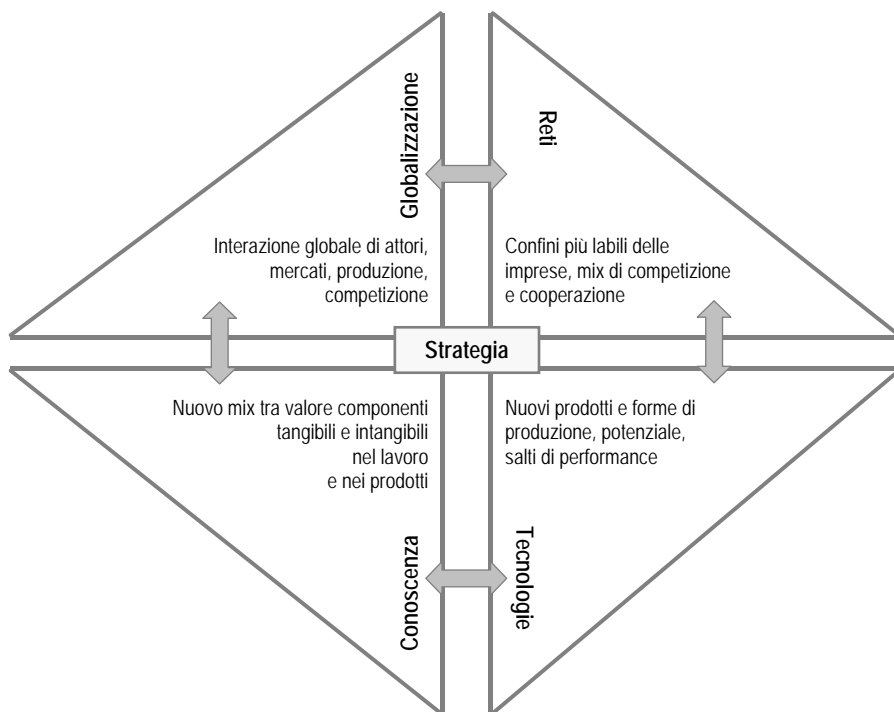 Globalizzazione
Reti
Interazione globale di attori,
mercati, produzione,
competizione
Confini più labili delle
imprese, mix di competizione
e cooperazione
Strategia
Nuovo mix tra valore componenti
tangibili e intangibili
nel lavoro
e nei prodotti
Nuovi prodotti e forme di
produzione, potenziale,
salti di performance
Conoscenza
Tecnologie